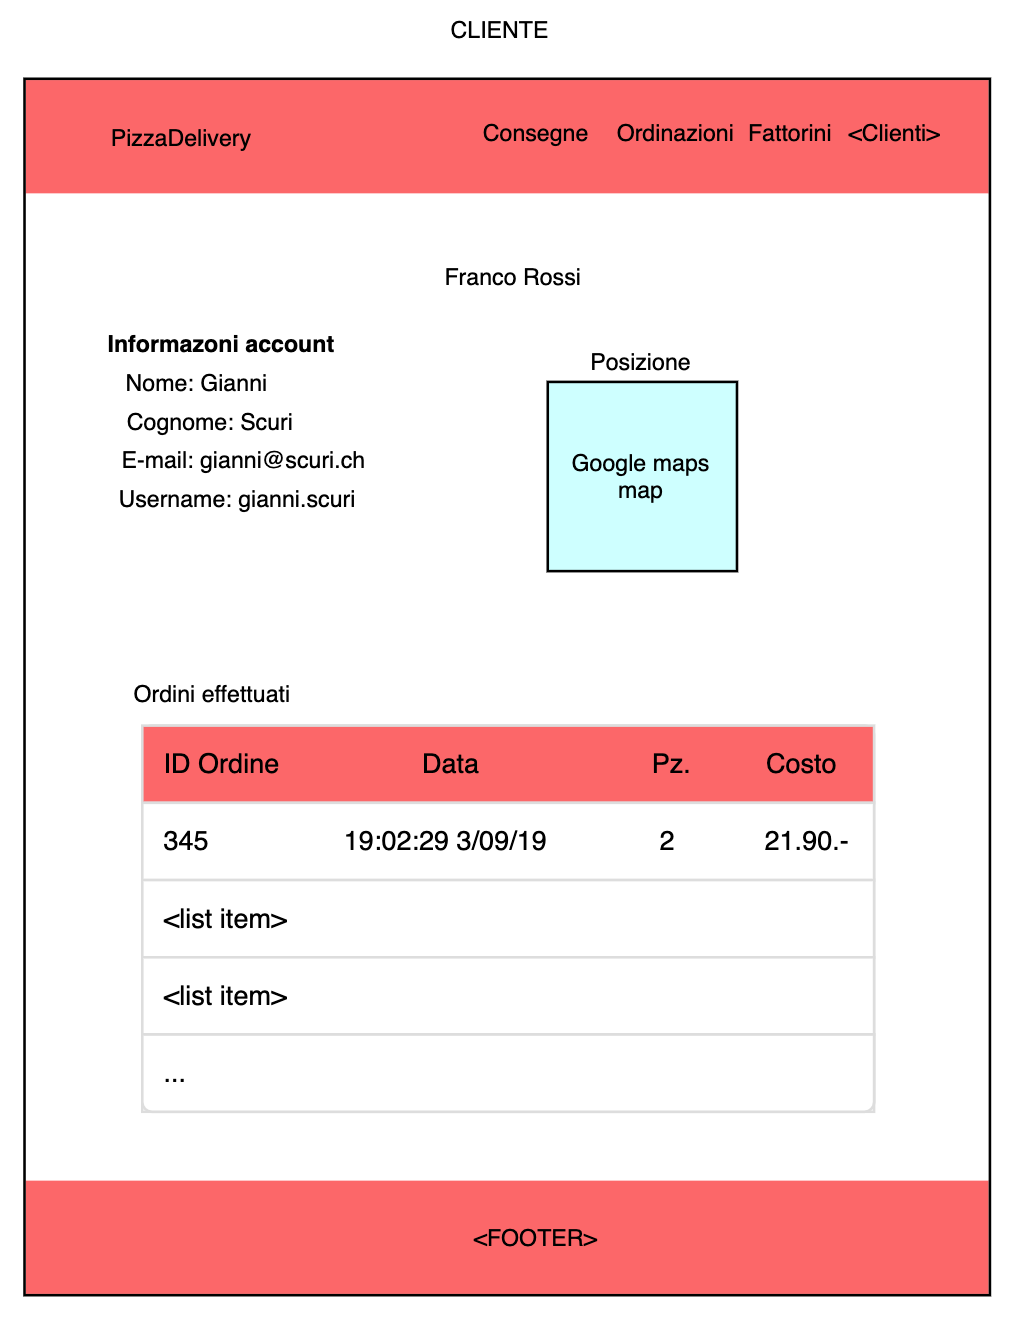 CLIENTE
PizzaDelivery
Consegne Ordinazioni Fattorini <Clienti>
Franco Rossi
Informazoni account
Nome: Gianni
Cognome: Scuri
E-mail: gianni@scuri.ch
Username: gianni.scuri
Posizione
Google maps
map
Ordini effettuati
ID Ordine Data Pz. Costo
345 19:02:29 3/09/19 2 21.90.-
<list item>
<list item>
...
<FOOTER>